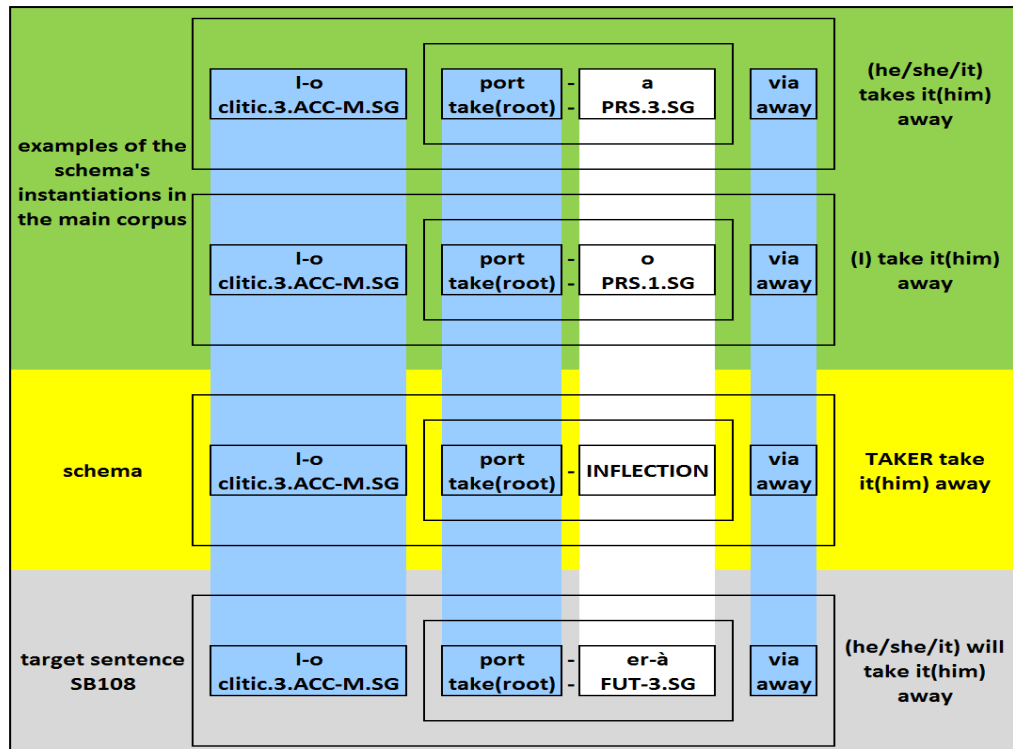 examples of the
schema's
instantiations in
the main corpus
l-o
clitic.3.ACC-M.SG
port - a
take(root) - PRS.3.SG
via
away
(he/she/it)
takes it(him)
away
l-o
clitic.3.ACC-M.SG
port - o
take(root) - PRS.1.SG
via
away
(I) take it(him)
away
schema
l-o
clitic.3.ACC-M.SG
port
take(root)
- INFLECTION
via
away
TAKER take
it(him) away
target sentence
SB108
l-o
clitic.3.ACC-M.SG
port - er-à
take(root) - FUT-3.SG
via
away
(he/she/it) will
take it(him)
away